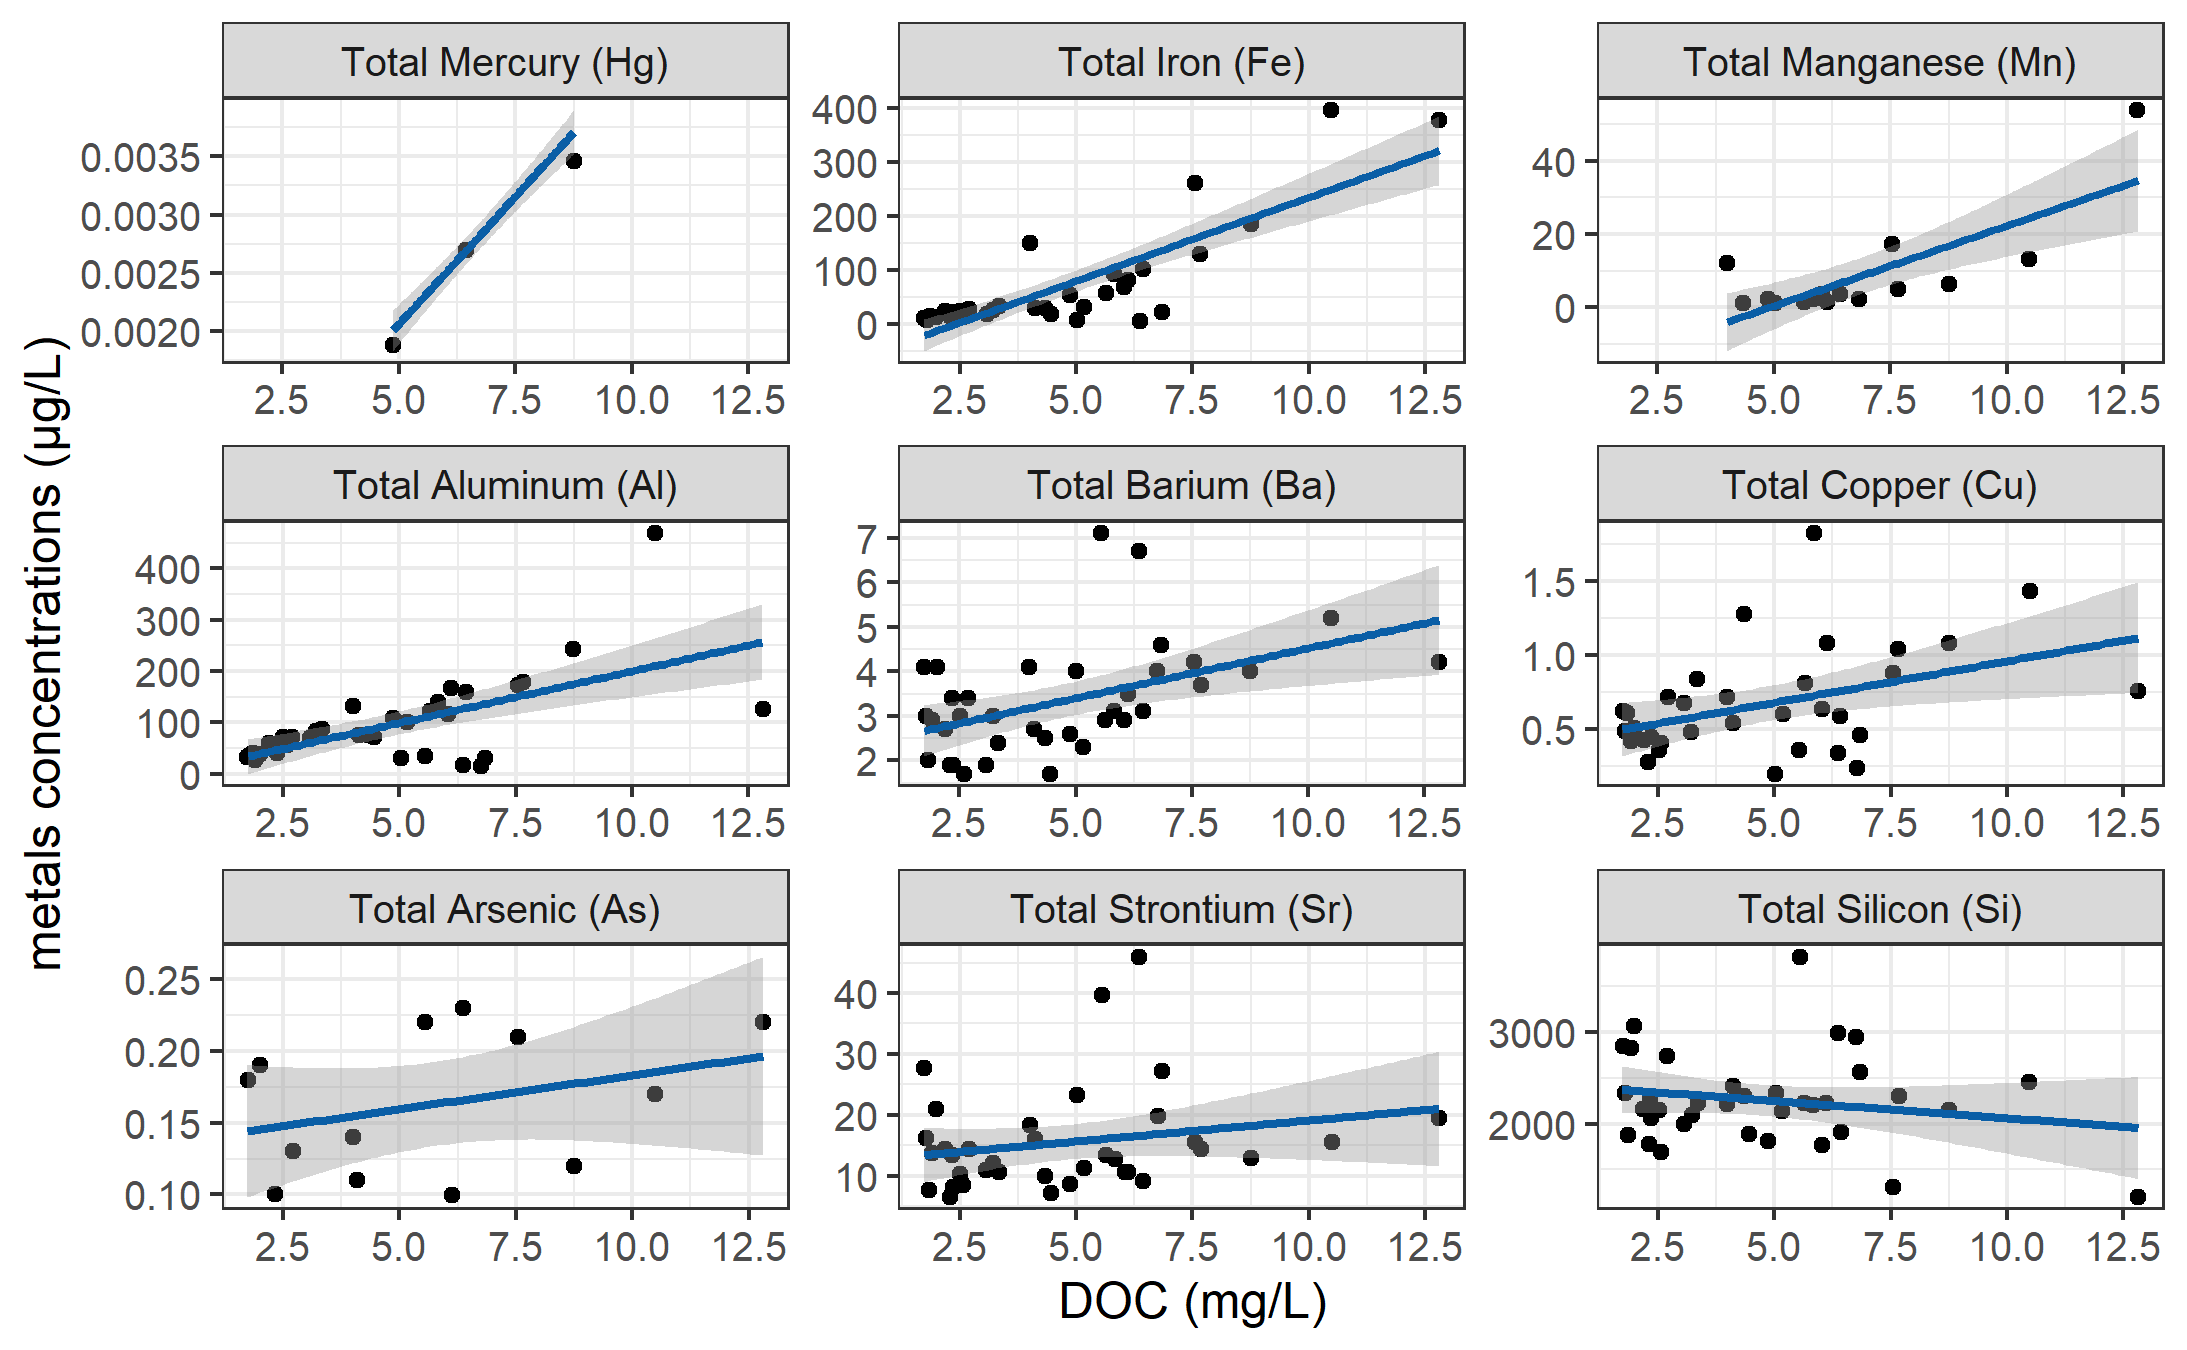 Total Mercury (Hg)
Total Iron (Fe)
Total Manganese (Mn)
0.0035
0.0030
0.0025
0.0020
2.5 5.0 7.5 10.0 12.5
400
300
200
100
0
2.5 5.0 7.5 10.0 12.5
40
20
0
2.5 5.0 7.5 10.0 12.5
metals concentrations (µg/L)
Total Aluminum (Al)
Total Barium (Ba)
Total Copper (Cu)
400
300
200
100
0
2.5 5.0 7.5 10.0 12.5
7
6
5
4
3
2
2.5 5.0 7.5 10.0 12.5
1.5
1.0
0.5
2.5 5.0 7.5 10.0 12.5
Total Arsenic (As)
Total Strontium (Sr)
Total Silicon (Si)
0.25
0.20
0.15
0.10
2.5 5.0 7.5 10.0 12.5
40
30
20
10
2.5 5.0 7.5 10.0 12.5
3000
2000
2.5 5.0 7.5 10.0 12.5
DOC (mg/L)